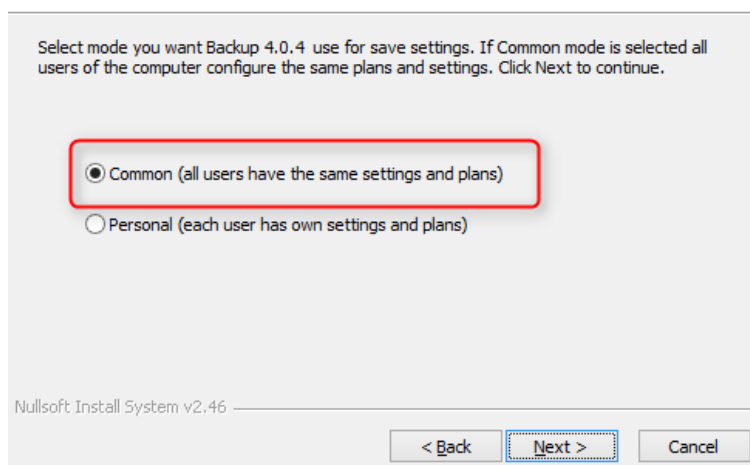 Select mode you want Backup 4.0.4 use for save settings. If Common mode is selected all
users of the computer configure the same plans and settings. Click Next to continue.
Common (all users have the same settings and plans)
Personal (each user has own settings and plans)
Nullsoft Install System v2.46
< Back Next > Cancel